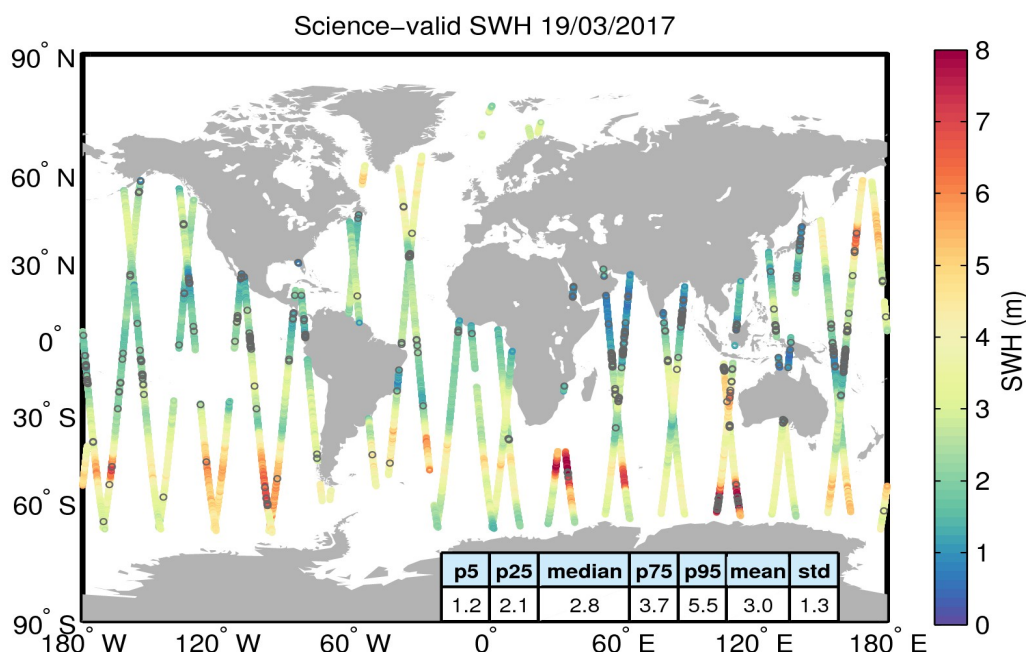 Science–valid SWH 19/03/2017
90° N
60° N
30° N
0°
30° S
60° S
90° S
180° W
120° W
60° W
0°
60° E
120° E
180° E
8
7
6
5
4
3
2
1
0
SWH (m)
p5 p25 median p75 p95 mean std
1.2 2.1 2.8 3.7 5.5 3.0 1.3